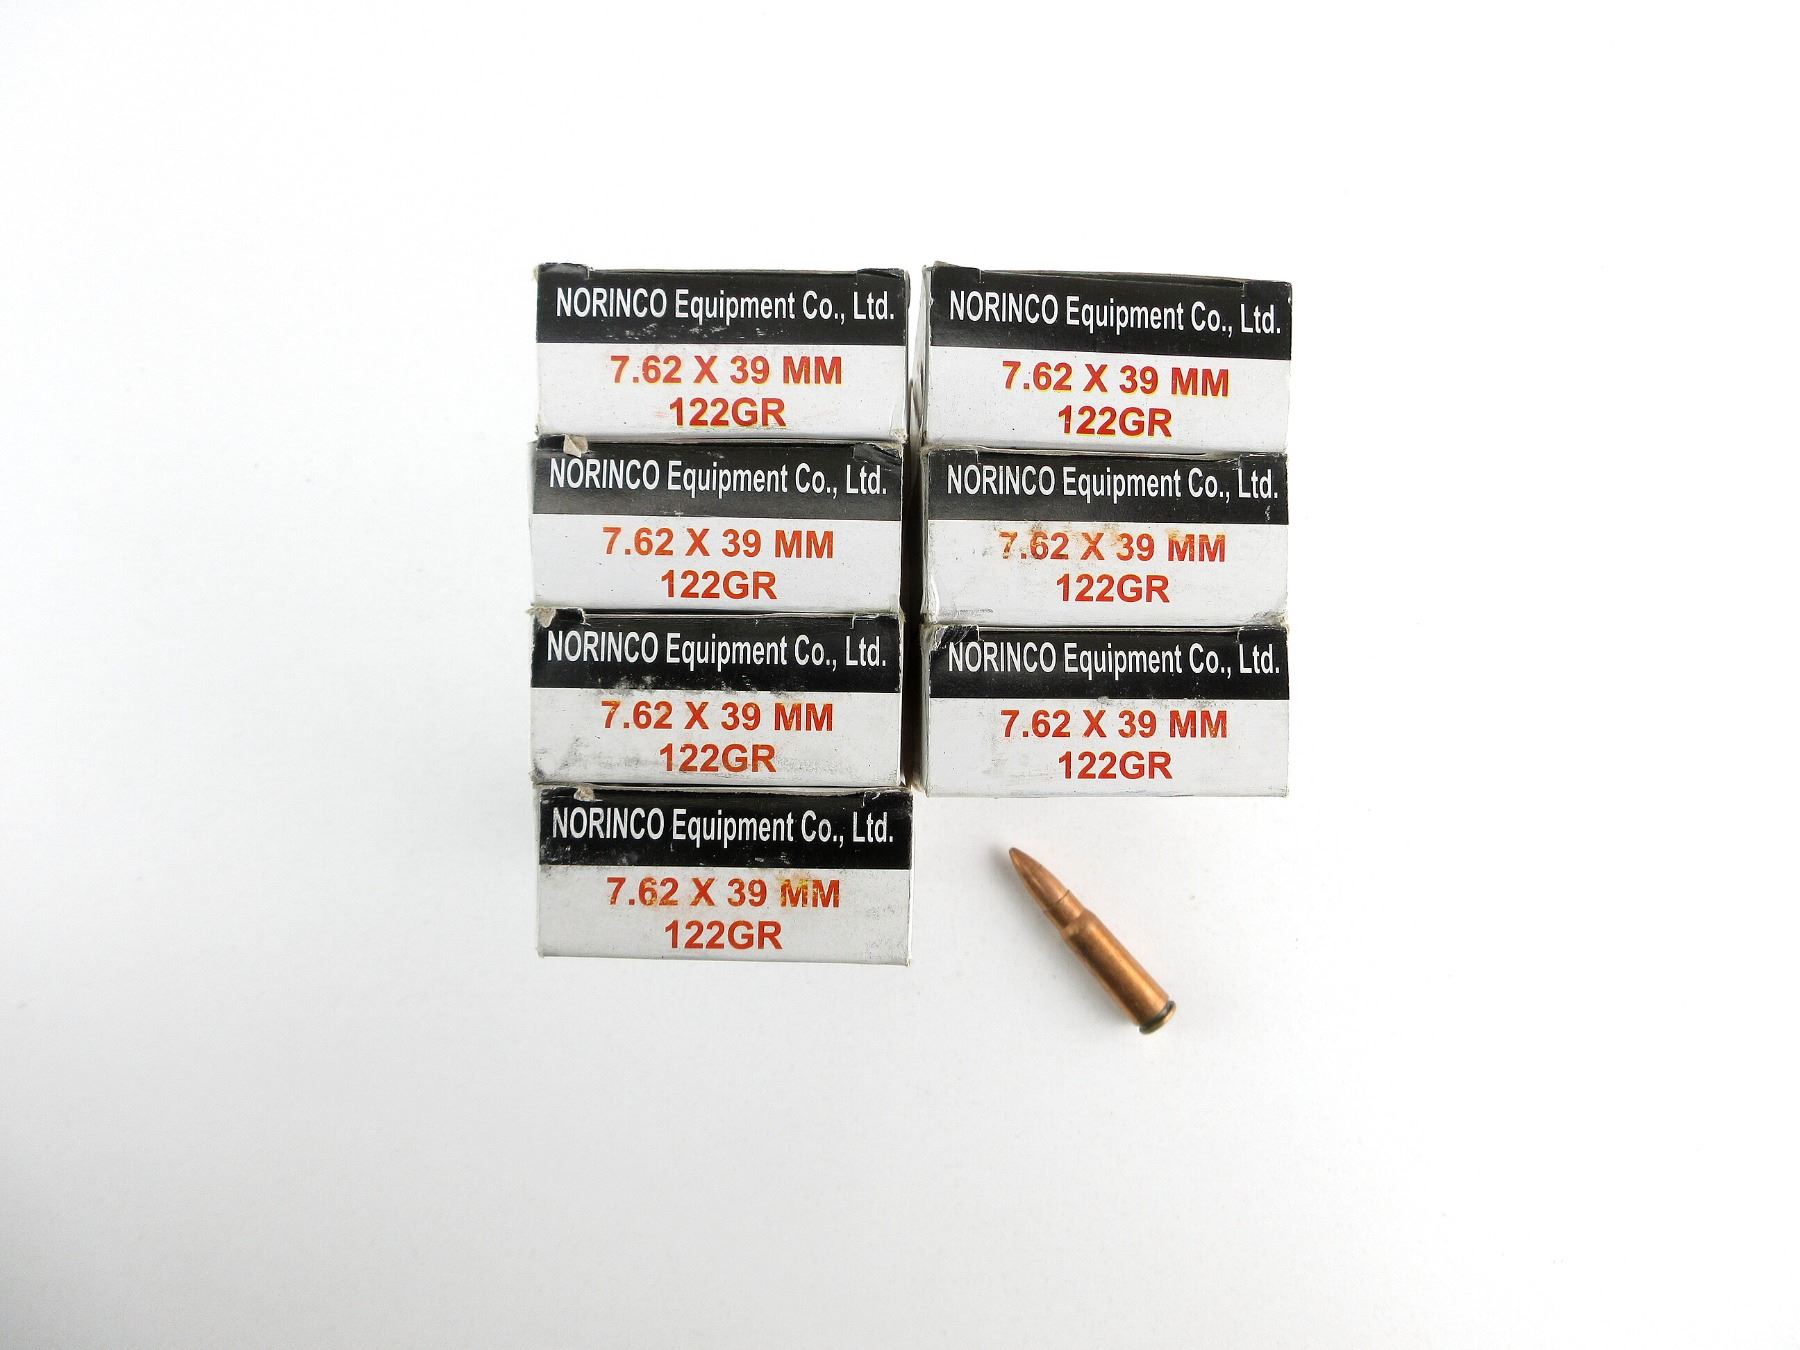 NORINCO Equipment Co., Ltd.
7.62 X 39 MM
122GR
NORINCO Equipment Co., Ltd.
7.62 X 39 MM
122GR
NORINCO Equipment Co., Ltd.
7.62 X 39 MM
122GR
NORINCO Equipment Co., Ltd.
7.62 X 39 MM
122GR
NORINCO Equipment Co., Ltd.
7.62 X 39 MM
122GR
NORINCO Equipment Co., Ltd.
7.62 X 39 MM
122GR
NORINCO Equipment Co., Ltd.
7.62 X 39 MM
122GR